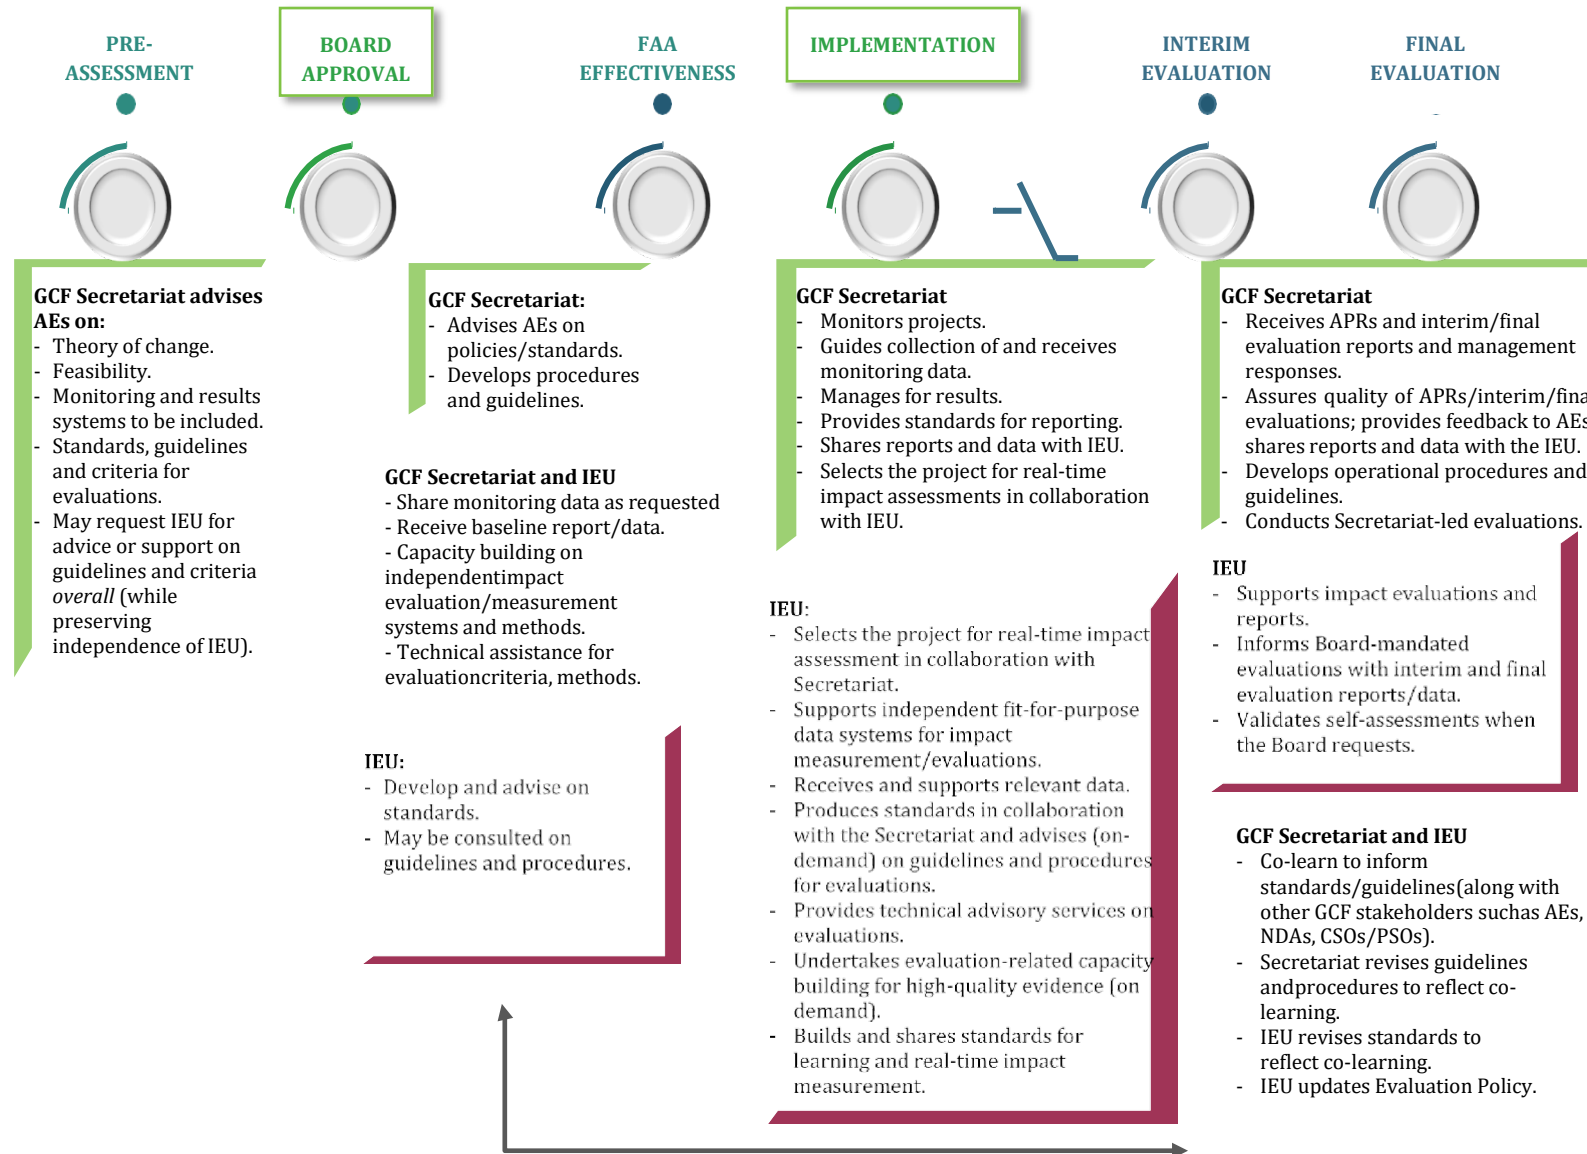 PRE-
ASSESSMENT
BOARD
APPROVAL
FAA
EFFECTIVENESS
IMPLEMENTATION
INTERIM
EVALUATION
FINAL
EVALUATION
GCF Secretariat advises
AEs on:
- Theory of change.
- Feasibility.
- Monitoring and results
systems to be included.
- Standards, guidelines
and criteria for
evaluations.
- May request IEU for
advice or support on
guidelines and criteria
overall (while
preserving
independence of IEU).
GCF Secretariat:
- Advises AEs on
policies/standards.
- Develops procedures
and guidelines.
GCF Secretariat and IEU
- Share monitoring data as requested
- Receive baseline report/data.
- Capacity building on
independentimpact
evaluation/measurement
systems and methods.
- Technical assistance for
evaluationcriteria, methods.
IEU:
- Develop and advise on
standards.
- May be consulted on
guidelines and procedures.
GCF Secretariat
- Monitors projects.
- Guides collection of and receives
monitoring data.
- Manages for results.
- Provides standards for reporting.
- Shares reports and data with IEU.
- Selects the project for real-time
impact assessments in collaboration
with IEU.
IEU:
- Selects the project for real-time impact
assessment in collaboration with
Secretariat.
- Supports independent fit-for-purpose
data systems for impact
measurement/evaluations.
- Receives and supports relevant data.
- Produces standards in collaboration
with the Secretariat and advises (on-
demand) on guidelines and procedures
for evaluations.
- Provides technical advisory services on
evaluations.
- Undertakes evaluation-related capacity
building for high-quality evidence (on
demand).
- Builds and shares standards for
learning and real-time impact
measurement.
GCF Secretariat
- Receives APRs and interim/final
evaluation reports and management
responses.
- Assures quality of APRs/interim/fina
evaluations; provides feedback to AEs
shares reports and data with the IEU.
- Develops operational procedures and
guidelines.
- Conducts Secretariat-led evaluations.
IEU
- Supports impact evaluations and
reports.
- Informs Board-mandated
evaluations with interim and final
evaluation reports/data.
- Validates self-assessments when
the Board requests.
GCF Secretariat and IEU
- Co-learn to inform
standards/guidelines(along with
other GCF stakeholders suchas AEs,
NDAs, CSOs/PSOs).
- Secretariat revises guidelines
andprocedures to reflect co-
learning.
- IEU revises standards to
reflect co-learning.
- IEU updates Evaluation Policy.